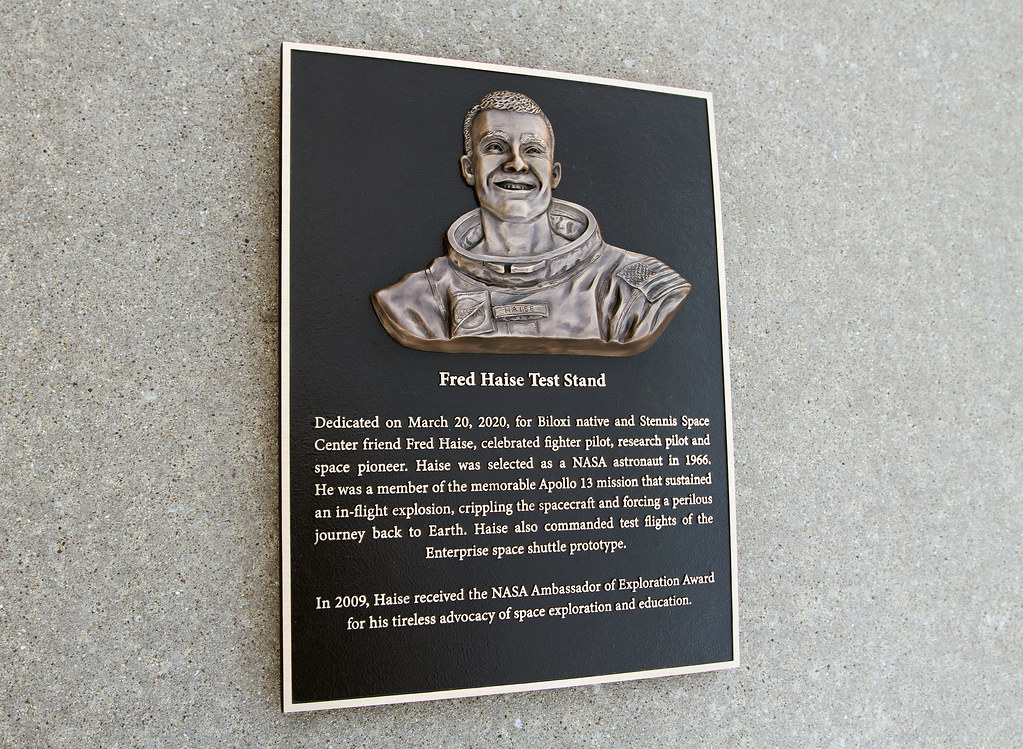 HAISE
Fred Haise Test Stand
Dedicated on March 20, 2020, for Biloxi native and Stennis Space
Center friend Fred Haise, celebrated fighter pilot, research pilot and
space pioneer. Haise was selected as a NASA astronaut in 1966.
He was a member of the memorable Apollo 13 mission that sustained
an in-flight explosion, crippling the spacecraft and forcing a perilous
journey back to Earth. Haise also commanded test flights of the
Enterprise space shuttle prototype.
In 2009, Haise received the NASA Ambassador of Exploration Award
for his tireless advocacy of space exploration and education.